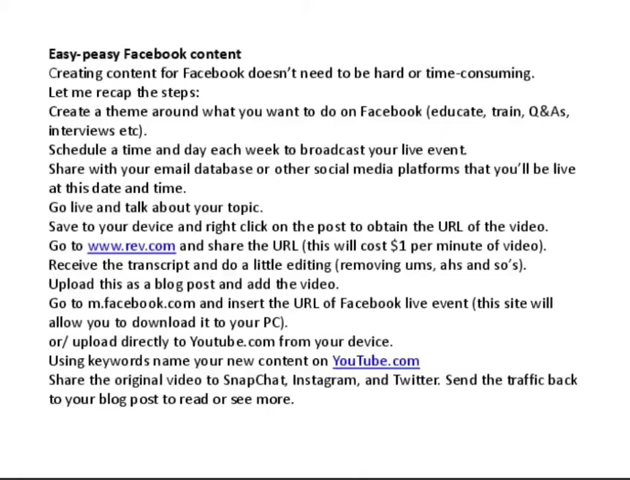 Easy-peasy Facebook content
Creating content for Facebook doesn't need to be hard or time-consuming.
Let me recap the steps:
Create a theme around what you want to do on Facebook (educate, train, Q&As,
interviews etc).
Schedule a time and day each week to broadcast your live event.
Share with your email database or other social media platforms that you'll be live
at this date and time.
Go live and talk about your topic.
Save to your device and right click on the post to obtain the URL of the video.
Go to www.rev.com and share the URL (this will cost $1 per minute of video).
Receive the transcript and do a little editing (removing ums, ahs and so's).
Upload this as a blog post and add the video.
Go to m.facebook.com and insert the URL of Facebook live event (this site will
allow you to download it to your PC).
or/ upload directly to Youtube.com from your device.
Using keywords name your new content on YouTube.com
Share the original video to SnapChat, Instagram, and Twitter. Send the traffic back
to your blog post to read or see more.